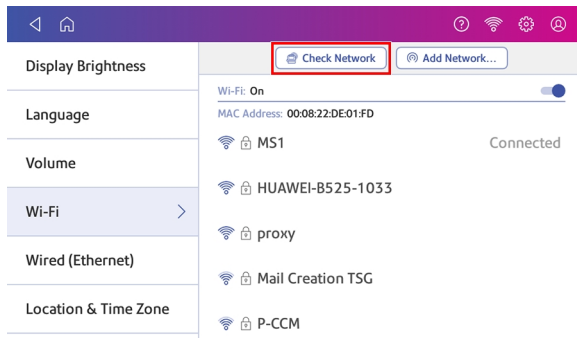 Check Network
Add Network...
Display Brightness
Language
Volume
Wi-Fi
Wired (Ethernet)
Location & Time Zone
Wi-Fi: On
MAC Address: 00:08:22:DE:01:FD
MS1 Connected
HUAWEI-B525-1033
proxy
Mail Creation TSG
P-CCM